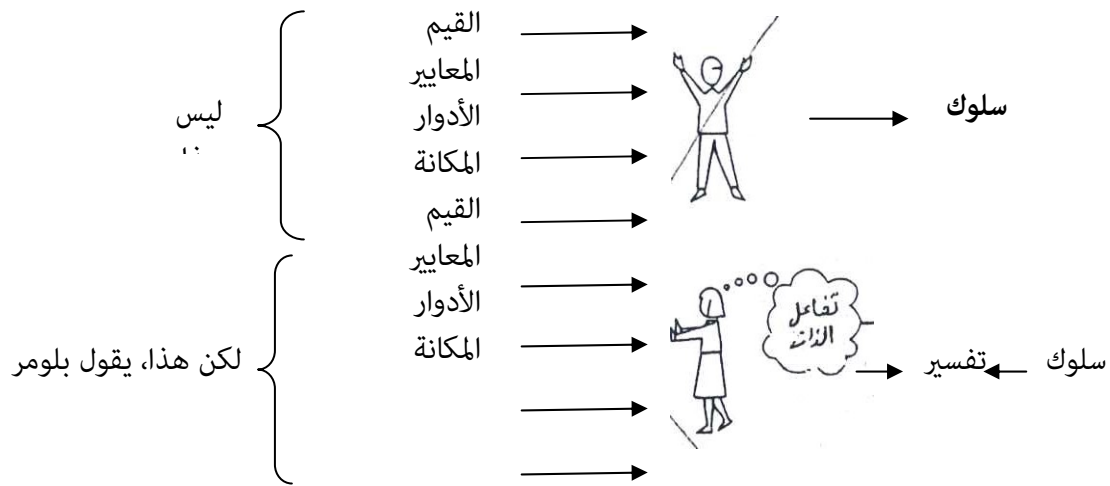 القيم
المعايير
الأدوار
المكانة
ليس
سلوك
القيم
المعايير
الأدوار
المكانة
لكن هذا، يقول بلومر
تفاعل
الذات
تفسير
سلوك